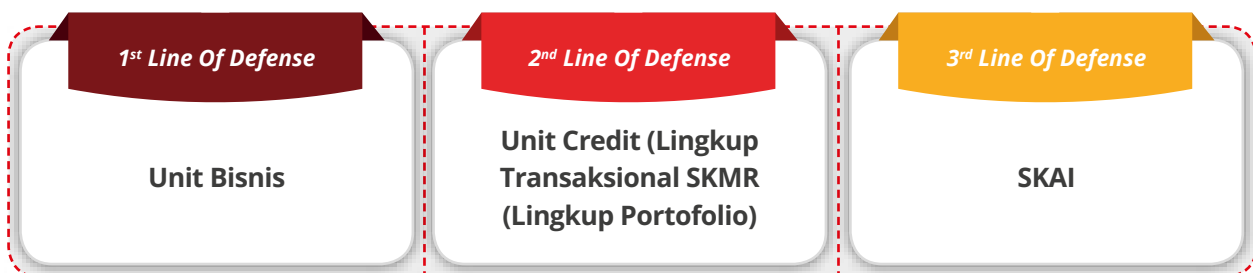 1st Line Of Defense
Unit Bisnis
2nd Line Of Defense
Unit Credit (Lingkup
Transaksional SKMR
(Lingkup Portofolio)
3rd Line Of Defense
SKAI